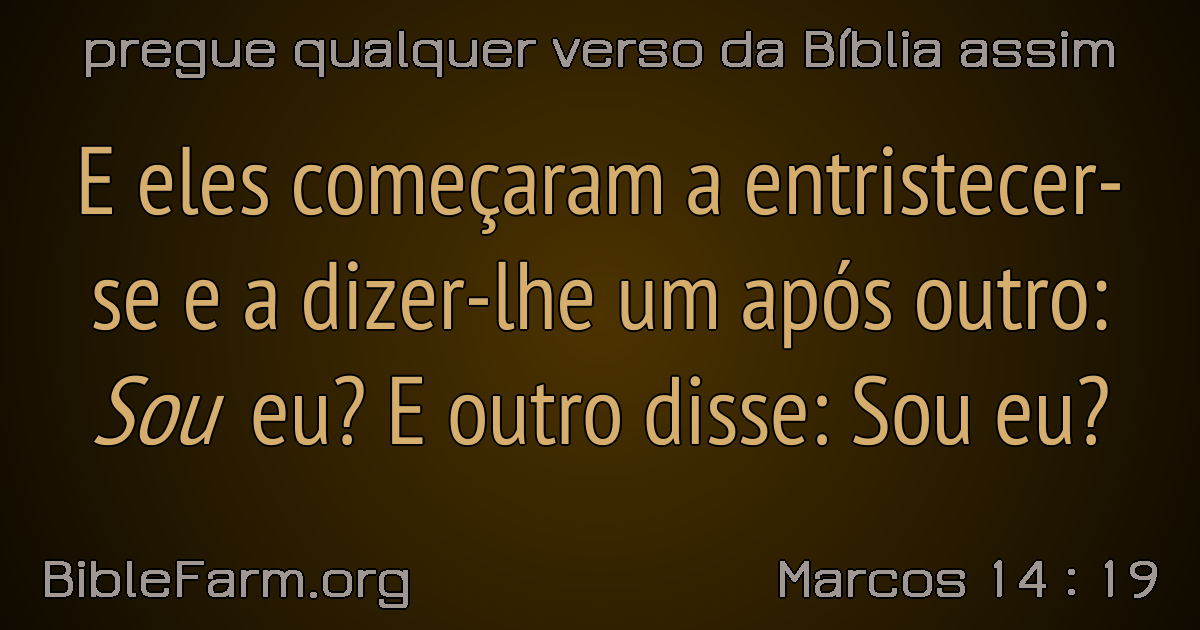 pregue qualquer verso da Bíblia assim
E eles começaram a entristecer-
se e a dizer-lhe um após outro:
Sou eu? E outro disse: Sou eu?
BibleFarm.org
Marcos 14 : 19